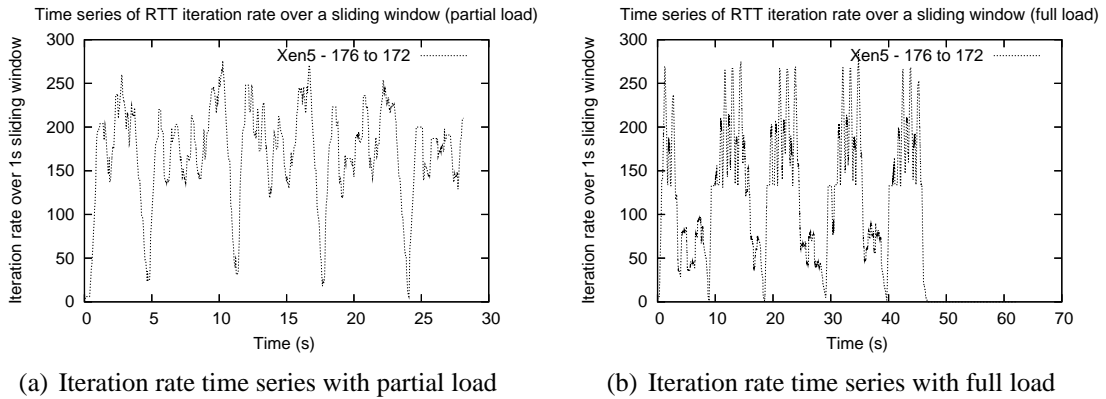 Time series of RTT iteration rate over a sliding window (partial load)
Iteration rate over 1s sliding window
300
250
200
150
100
50
0
Xen5 - 176 to 172
0 5 10 15 20 25 30
Time (s)
(a) Iteration rate time series with partial load
Time series of RTT iteration rate over a sliding window (full load)
Iteration rate over 1s sliding window
300
250
200
150
100
50
0
Xen5 - 176 to 172
0 10 20 30 40 50 60 70
Time (s)
(b) Iteration rate time series with full load